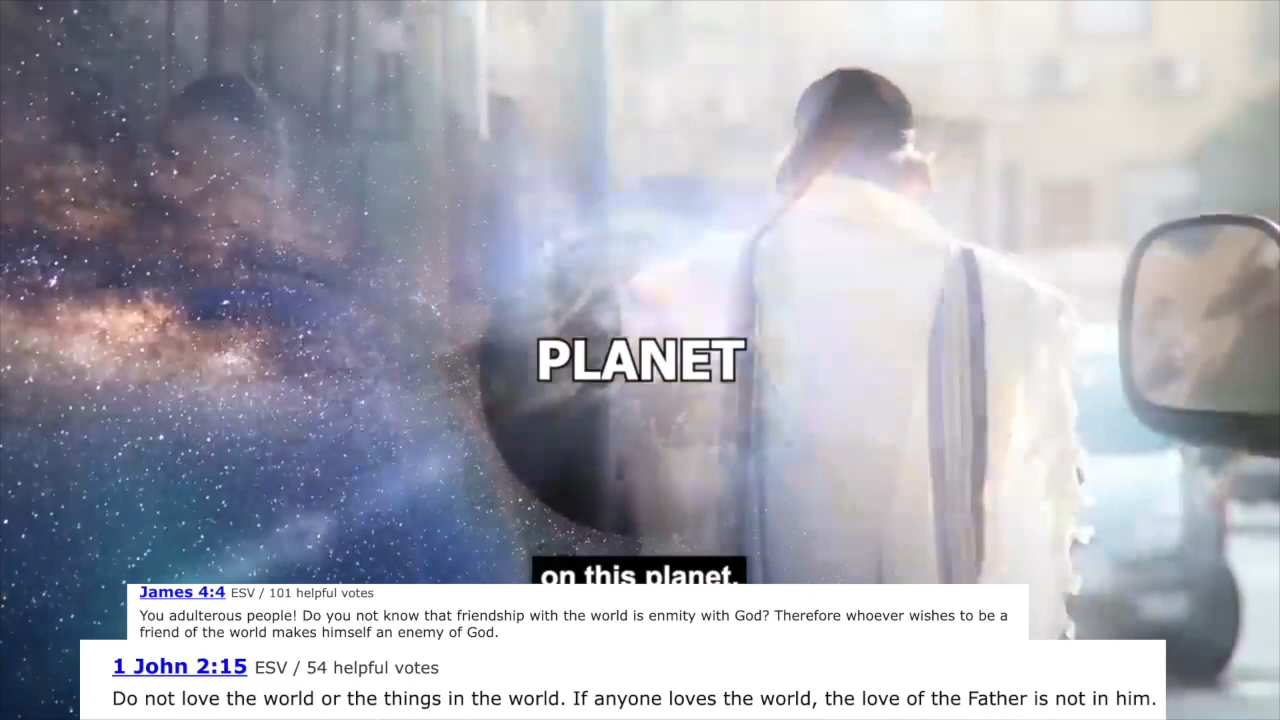 PLANET
on this planet.
James 4:4 ESV / 101 helpful votes
You adulterous people! Do you not know that friendship with the world is enmity with God? Therefore whoever wishes to be a
friend of the world makes himself an enemy of God.
1 John 2:15 ESV / 54 helpful votes
Do not love the world or the things in the world. If anyone loves the world, the love of the Father is not in him.